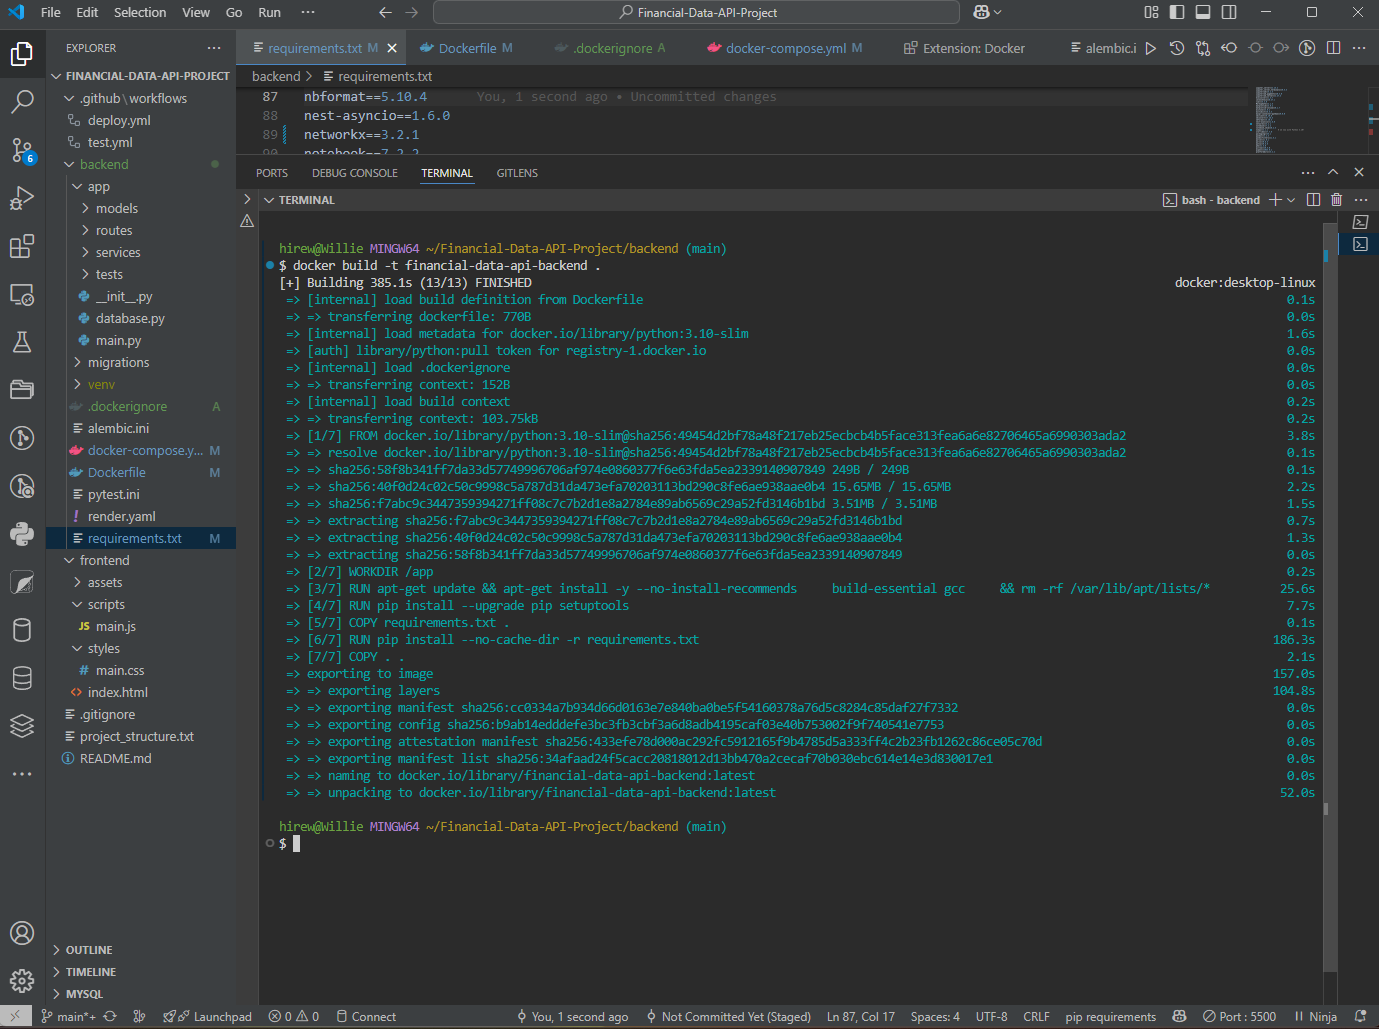 File Edit Selection View Go Run ··· Financial-Data-API-Project
EXPLORER ···
requirements.txt M Dockerfile M .dockerignore A docker-compose.yml M Extension: Docker alembic.i ···
FINANCIAL-DATA-API-PROJECT
.github\workflows
deploy.yml
test.yml
backend
app
models
routes
services
tests
__init__.py
database.py
main.py
migrations
venv
.dockerignore A
alembic.ini
docker-compose.y... M
Dockerfile M
pytest.ini
! render.yaml
requirements.txt M
frontend
assets
scripts
JS main.js
styles
# main.css
<> index.html
.gitignore
project_structure.txt
README.md
OUTLINE
TIMELINE
MYSQL
6
backend > requirements.txt
87 nbformat==5.10.4 You, 1 second ago • Uncommitted changes
88 nest-asyncio==1.6.0
89 networkx==3.2.1
90 notebook==7.2.2
PORTS DEBUG CONSOLE TERMINAL GITLENS ···
TERMINAL bash - backend ···
hirew@Willie MINGW64 ~/Financial-Data-API-Project/backend (main)
$ docker build -t financial-data-api-backend .
[+] Building 385.1s (13/13) FINISHED docker:desktop-linux
=> [internal] load build definition from Dockerfile 0.1s
=> => transferring dockerfile: 770B 0.0s
=> [internal] load metadata for docker.io/library/python:3.10-slim 1.6s
=> [auth] library/python:pull token for registry-1.docker.io 0.0s
=> [internal] load .dockerignore 0.0s
=> => transferring context: 152B 0.0s
=> [internal] load build context 0.2s
=> => transferring context: 103.75kB 0.2s
=> [1/7] FROM docker.io/library/python:3.10-slim@sha256:49454d2bf78a48f217eb25ecbcb4b5face313fea6a6e82706465a6990303ada2 3.8s
=> => resolve docker.io/library/python:3.10-slim@sha256:49454d2bf78a48f217eb25ecbcb4b5face313fea6a6e82706465a6990303ada2 0.1s
=> => sha256:58f8b341ff7da33d57749996706af974e0860377f6e63fda5ea2339140907849 249B / 249B 0.1s
=> => sha256:40f0d24c02c50c9998c5a787d31da473efa70203113bd290c8fe6ae938aae0b4 15.65MB / 15.65MB 2.2s
=> => sha256:f7abc9c3447359394271ff08c7c7b2d1e8a2784e89ab6569c29a52fd3146b1bd 3.51MB / 3.51MB 1.5s
=> => extracting sha256:f7abc9c3447359394271ff08c7c7b2d1e8a2784e89ab6569c29a52fd3146b1bd 0.7s
=> => extracting sha256:40f0d24c02c50c9998c5a787d31da473efa70203113bd290c8fe6ae938aae0b4 1.3s
=> => extracting sha256:58f8b341ff7da33d57749996706af974e0860377f6e63fda5ea2339140907849 0.0s
=> [2/7] WORKDIR /app 0.2s
=> [3/7] RUN apt-get update && apt-get install -y --no-install-recommends build-essential gcc && rm -rf /var/lib/apt/lists/* 25.6s
=> [4/7] RUN pip install --upgrade pip setuptools 7.7s
=> [5/7] COPY requirements.txt . 0.1s
=> [6/7] RUN pip install --no-cache-dir -r requirements.txt 186.3s
=> [7/7] COPY . . 2.1s
=> exporting to image 157.0s
=> => exporting layers 104.8s
=> => exporting manifest sha256:cc0334a7b934d66d0163e7e840ba0be5f54160378a76d5c8284c85daf27f7332 0.0s
=> => exporting config sha256:b9ab14edddefe3bc3fb3cbf3a6d8adb4195caf03e40b753002f9f740541e7753 0.0s
=> => exporting attestation manifest sha256:433efe78d000ac292fc5912165f9b4785d5a333ff4c2b23fb1262c86ce05c70d 0.0s
=> => exporting manifest list sha256:34afaad24f5cacc20818012d13bb470a2cecaf70b030ebc614e14e3d830017e1 0.0s
=> => naming to docker.io/library/financial-data-api-backend:latest 0.0s
=> => unpacking to docker.io/library/financial-data-api-backend:latest 52.0s
hirew@Willie MINGW64 ~/Financial-Data-API-Project/backend (main)
$
main*+ Launchpad 0 0 Connect You, 1 second ago Not Committed Yet (Staged) Ln 87, Col 17 Spaces: 4 UTF-8 CRLF pip requirements Port : 5500 Ninja